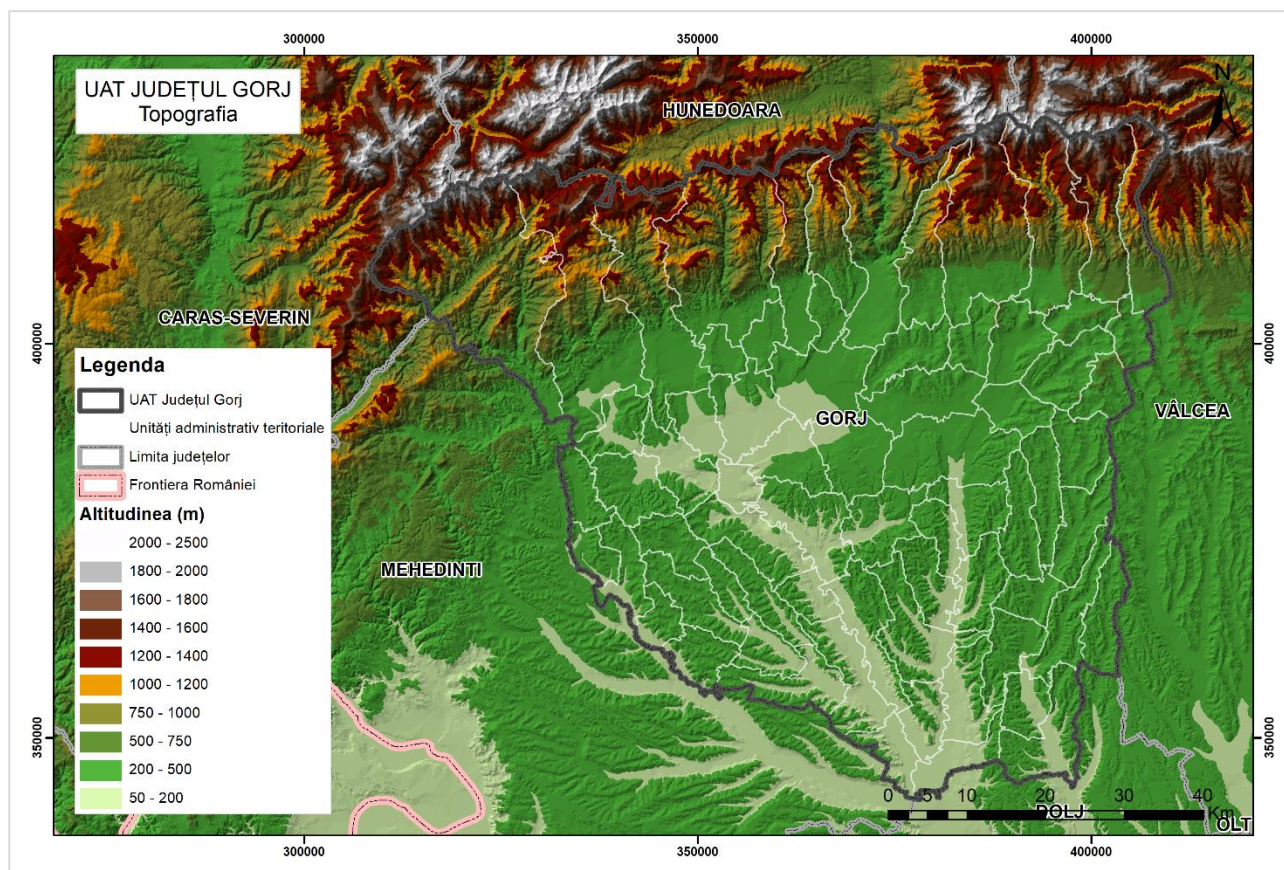 300000
350000
400000
UAT JUDEȚUL GORJ
Topografia
N
HUNEDOARA
CARAS-SEVERIN
400000
400000
GORJ
VÂLCEA
MEHEDINTI
Legenda
UAT Județul Gorj
Unități administrativ teritoriale
Limita județelor
Frontiera României
Altitudinea (m)
2000 - 2500
1800 - 2000
1600 - 1800
1400 - 1600
1200 - 1400
1000 - 1200
750 - 1000
500 - 750
200 - 500
50 - 200
350000
350000
0 5 10 20 30 40
Km
DOLJ
OLT
300000
350000
400000